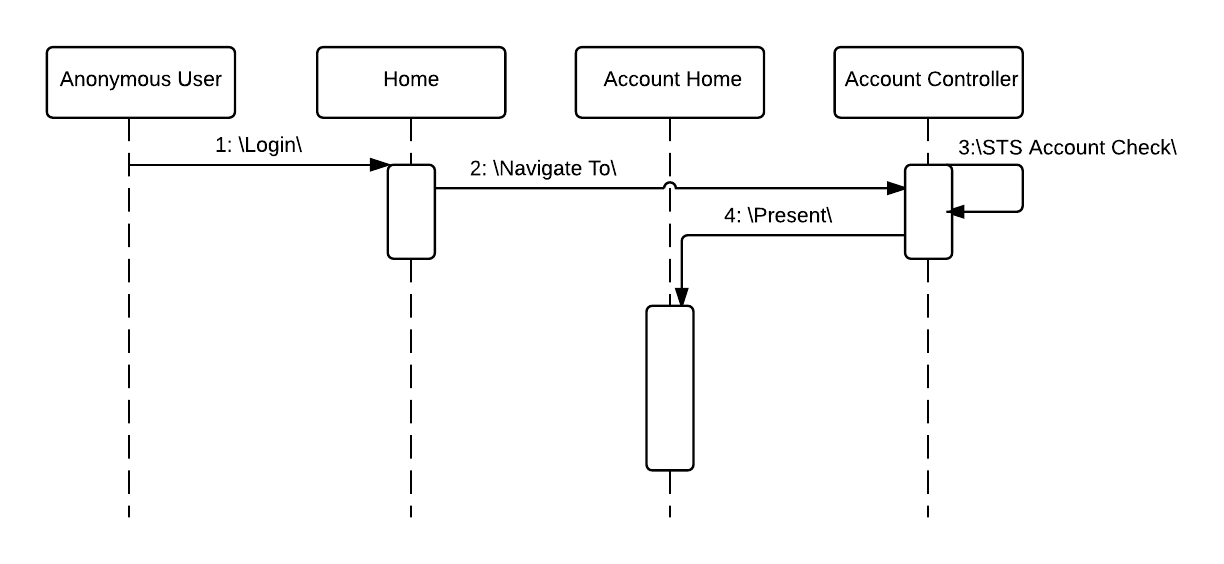 Anonymous User
Home
Account Home
Account Controller
1: \Login\
2: \Navigate To\
3:\STS Account Check\
4: \Present\